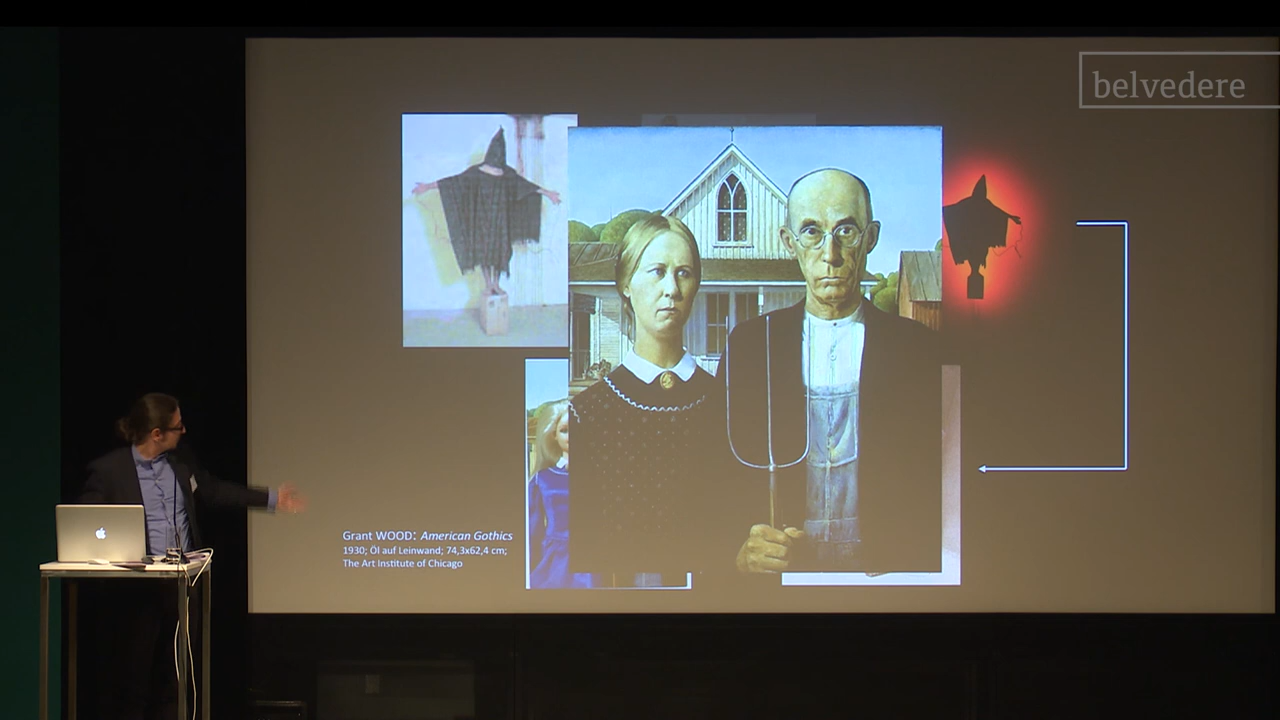 belvedere
Grant WOOD: American Gothics
1930; Öl auf Leinwand; 74,3x62,4 cm;
The Art Institute of Chicago